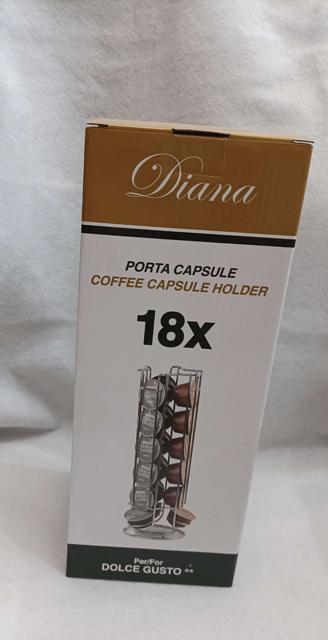 Diana
PORTA CAPSULE
COFFEE CAPSULE HOLDER
18x
Per/For
DOLCE GUSTO